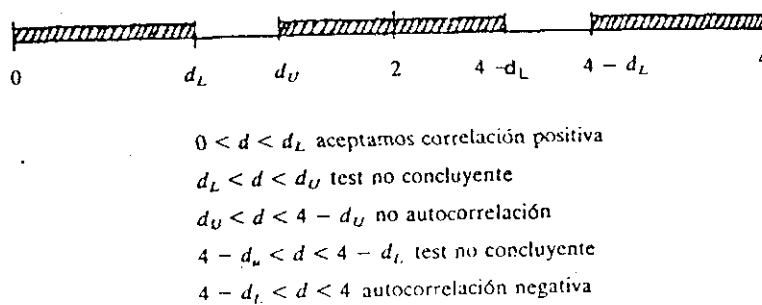 0 d_L d_U 2 4 -d_L 4 - d_L 4
0 < d < d_L aceptamos correlación positiva
d_L < d < d_U test no concluyente
d_U < d < 4 - d_U no autocorrelación
4 - d_u < d < 4 - d_L test no concluyente
4 - d_L < d < 4 autocorrelación negativa